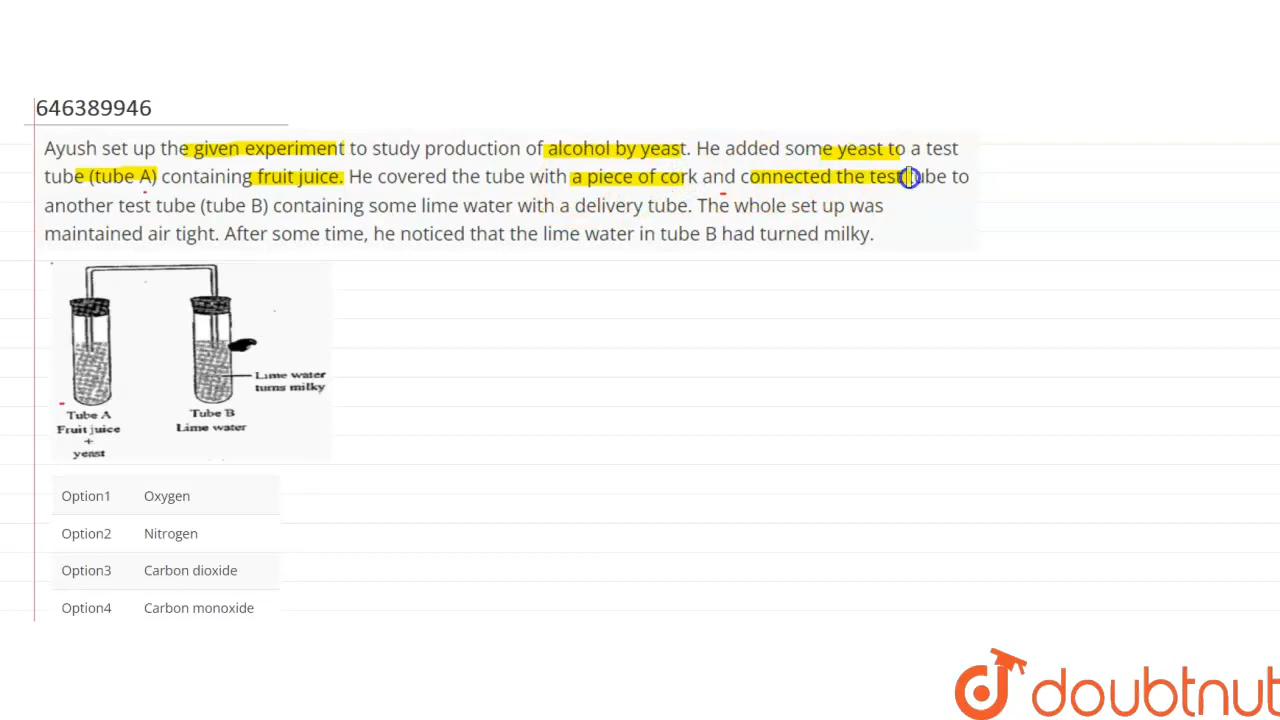 646389946
Ayush set up the given experiment to study production of alcohol by yeast. He added some yeast to a test
tube (tube A) containing fruit juice. He covered the tube with a piece of cork and connected the test tube to
another test tube (tube B) containing some lime water with a delivery tube. The whole set up was
maintained air tight. After some time, he noticed that the lime water in tube B had turned milky.
Lime water
turns milky
Tube A
Fruit juice
+
yeast
Tube B
Lime water
Option1 Oxygen
Option2 Nitrogen
Option3 Carbon dioxide
Option4 Carbon monoxide
doubtnut